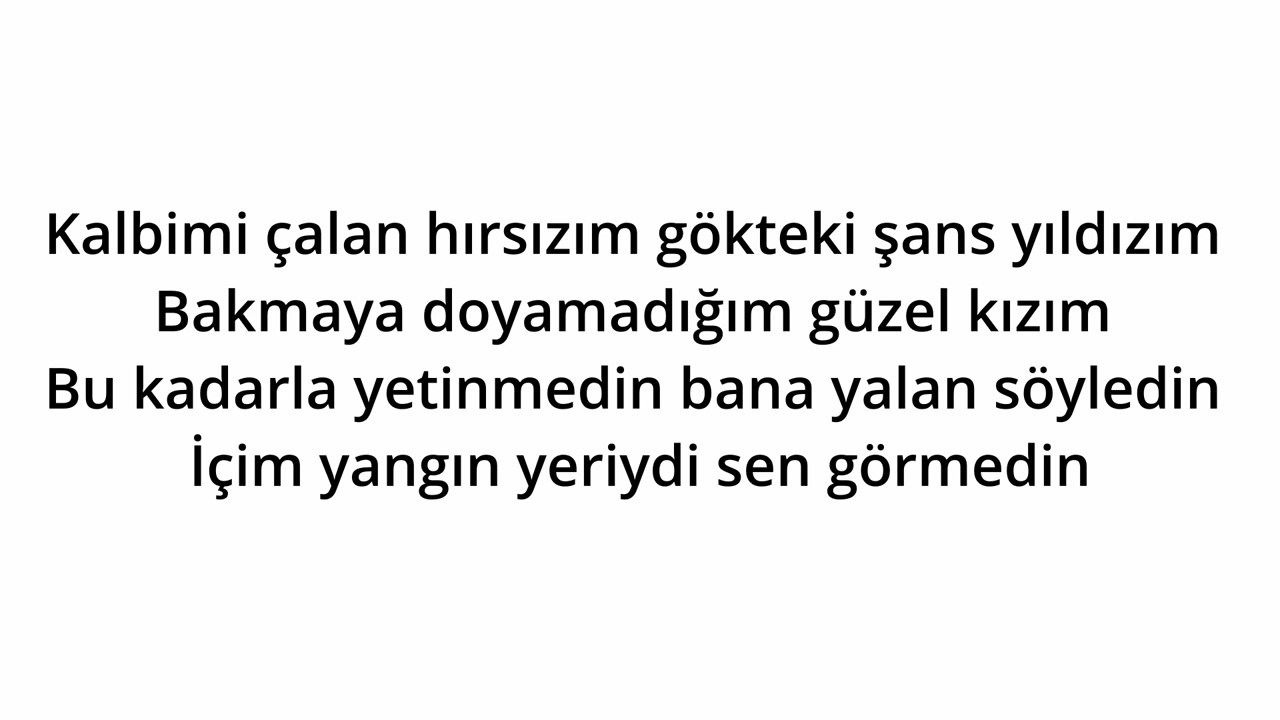 Kalbimi çalan hırsızım gökteki şans yıldızım
Bakmaya doyamadığım güzel kızım
Bu kadarla yetinmedin bana yalan söyledin
İçim yangın yeriydi sen görmedin